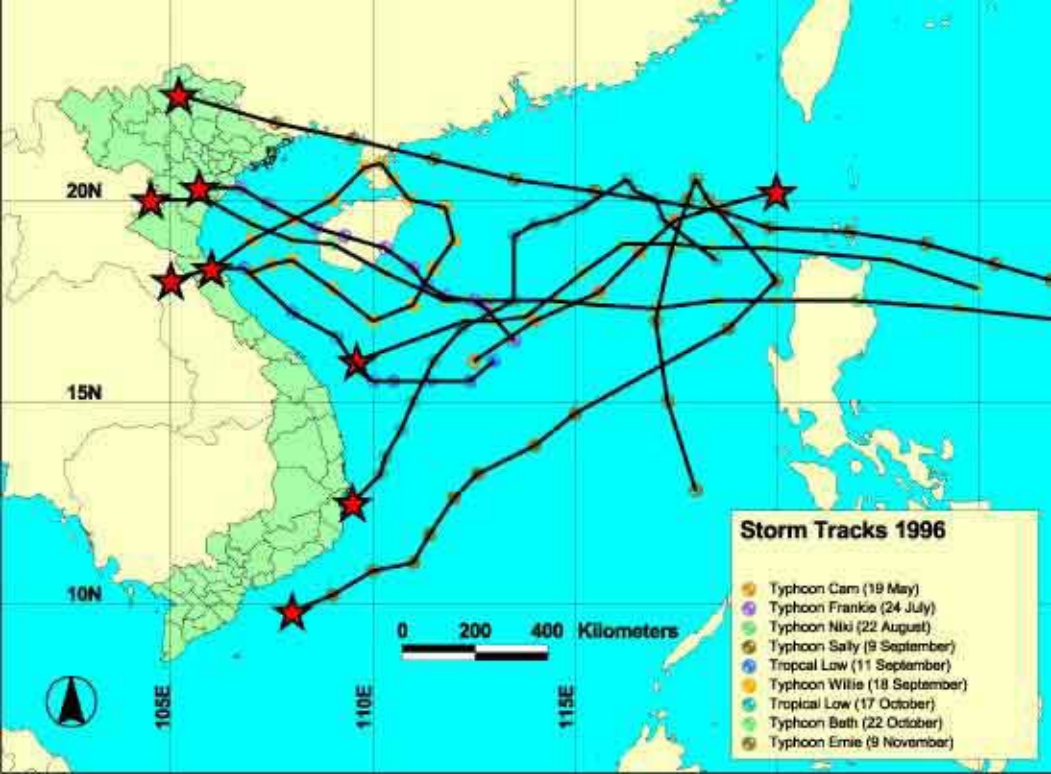 20N
15N
10N
105E
110E
115E
0 200 400 Kilometers
Storm Tracks 1996
Typhoon Cam (19 May)
Typhoon Frankie (24 July)
Typhoon Niki (22 August)
Typhoon Sally (9 September)
Tropcal Low (11 September)
Typhoon Willie (18 September)
Tropical Low (17 October)
Typhoon Beth (22 October)
Typhoon Ernie (9 November)